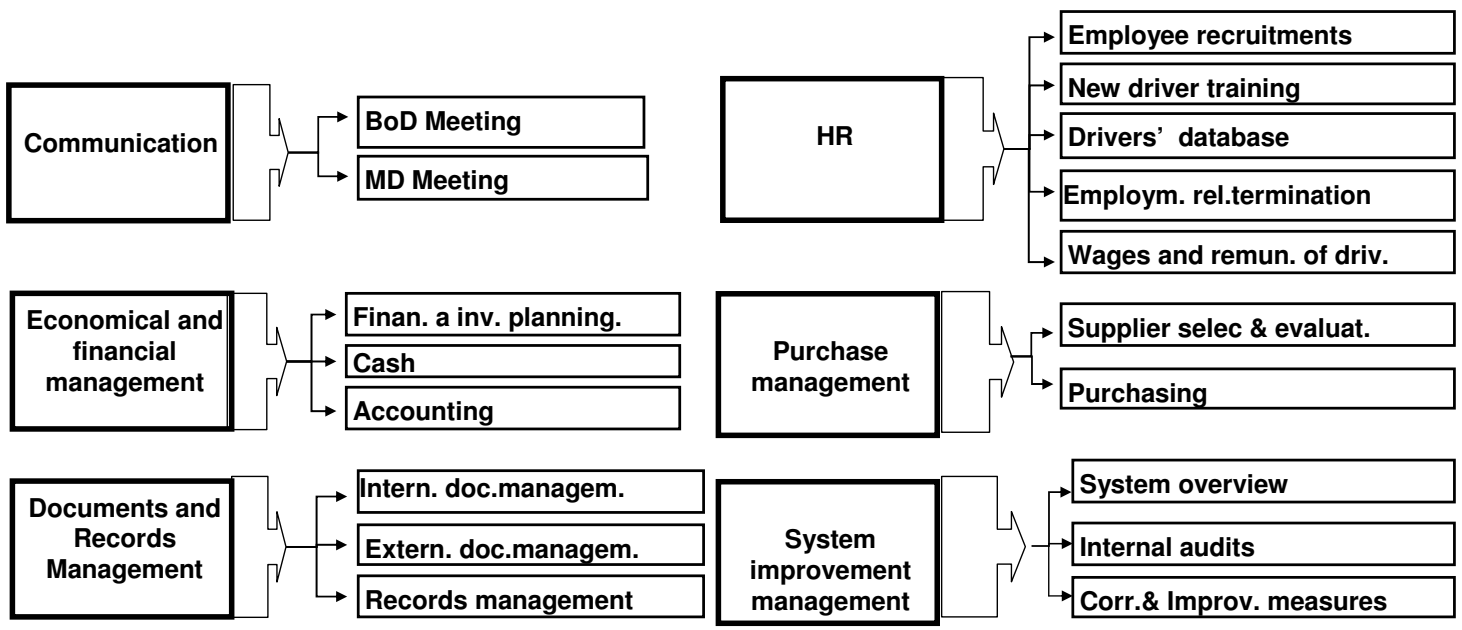 Communication
BoD Meeting
MD Meeting
HR
Employee recruitments
New driver training
Drivers’ database
Employm. rel.termination
Wages and remun. of driv.
Economical and
financial
management
Finan. a inv. planning.
Cash
Accounting
Purchase
management
Supplier selec & evaluat.
Purchasing
Documents and
Records
Management
Intern. doc.managem.
Extern. doc.managem.
Records management
System
improvement
management
System overview
Internal audits
Corr.& Improv. measures